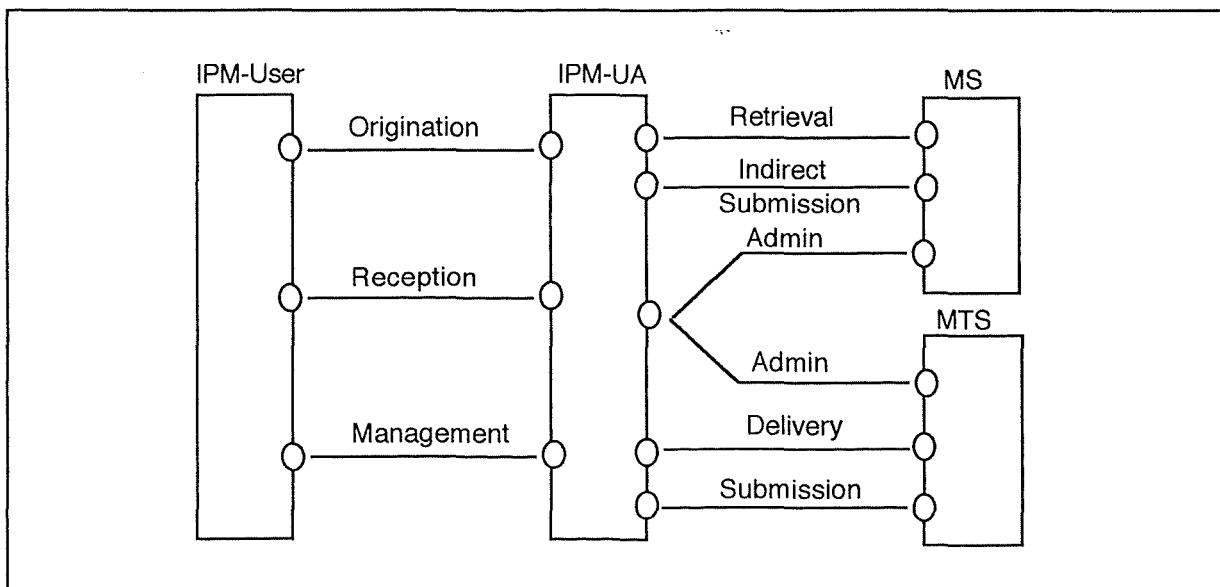 IPM-User
IPM-UA
MS
Origination
Retrieval
Indirect
Submission
Admin
Reception
MTS
Admin
Management
Delivery
Submission